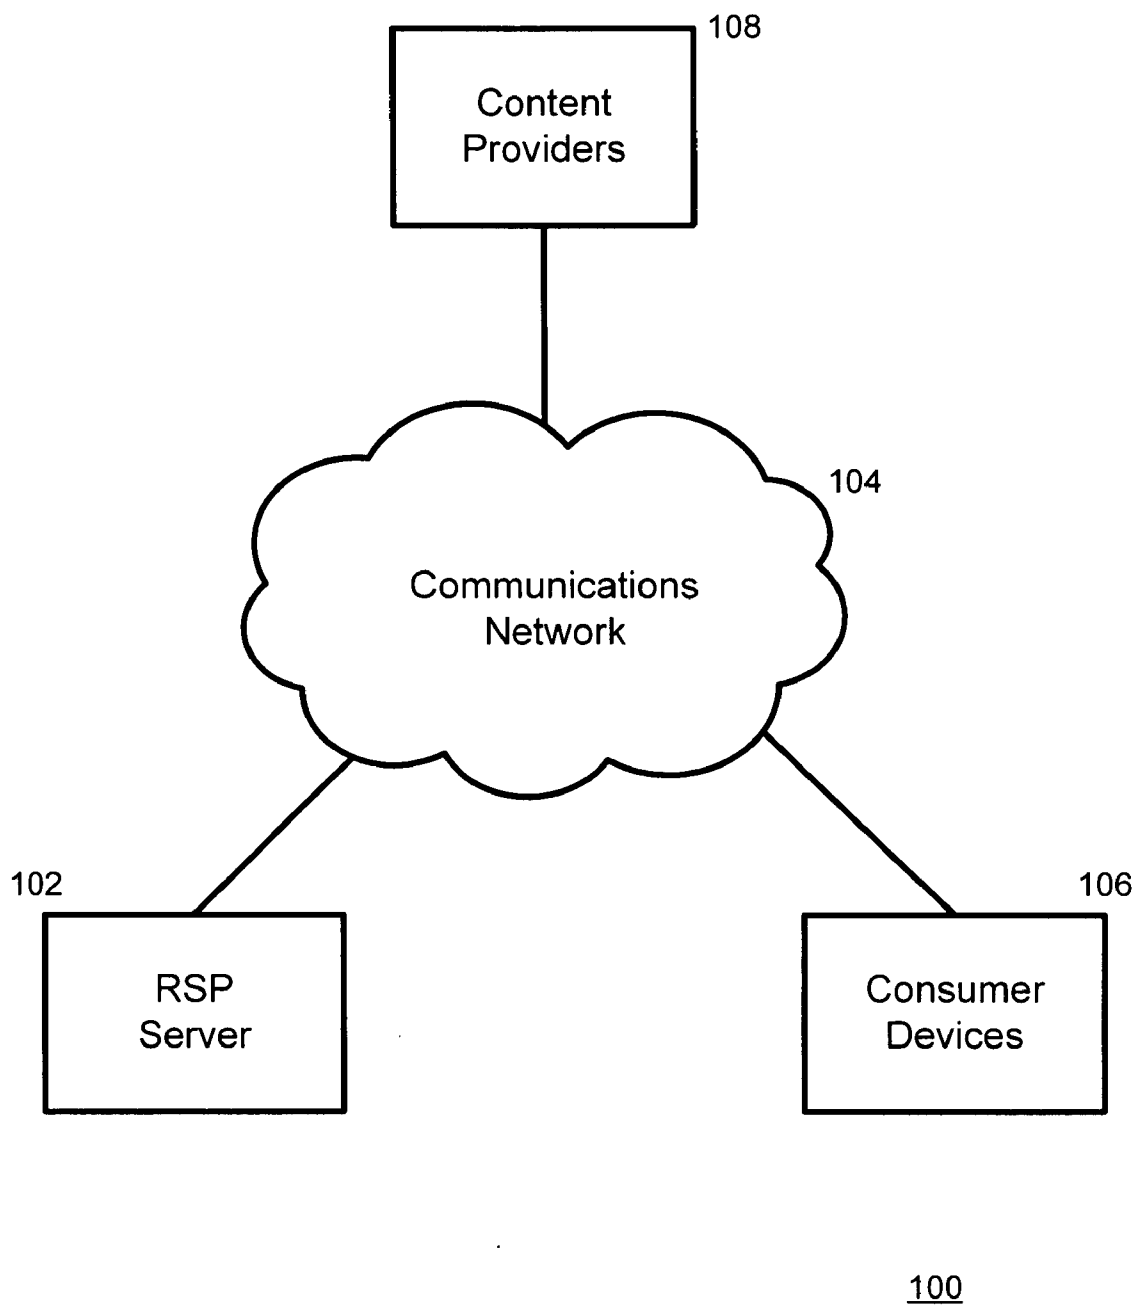 108
Content
Providers
104
Communications
Network
102
106
RSP
Server
Consumer
Devices
100